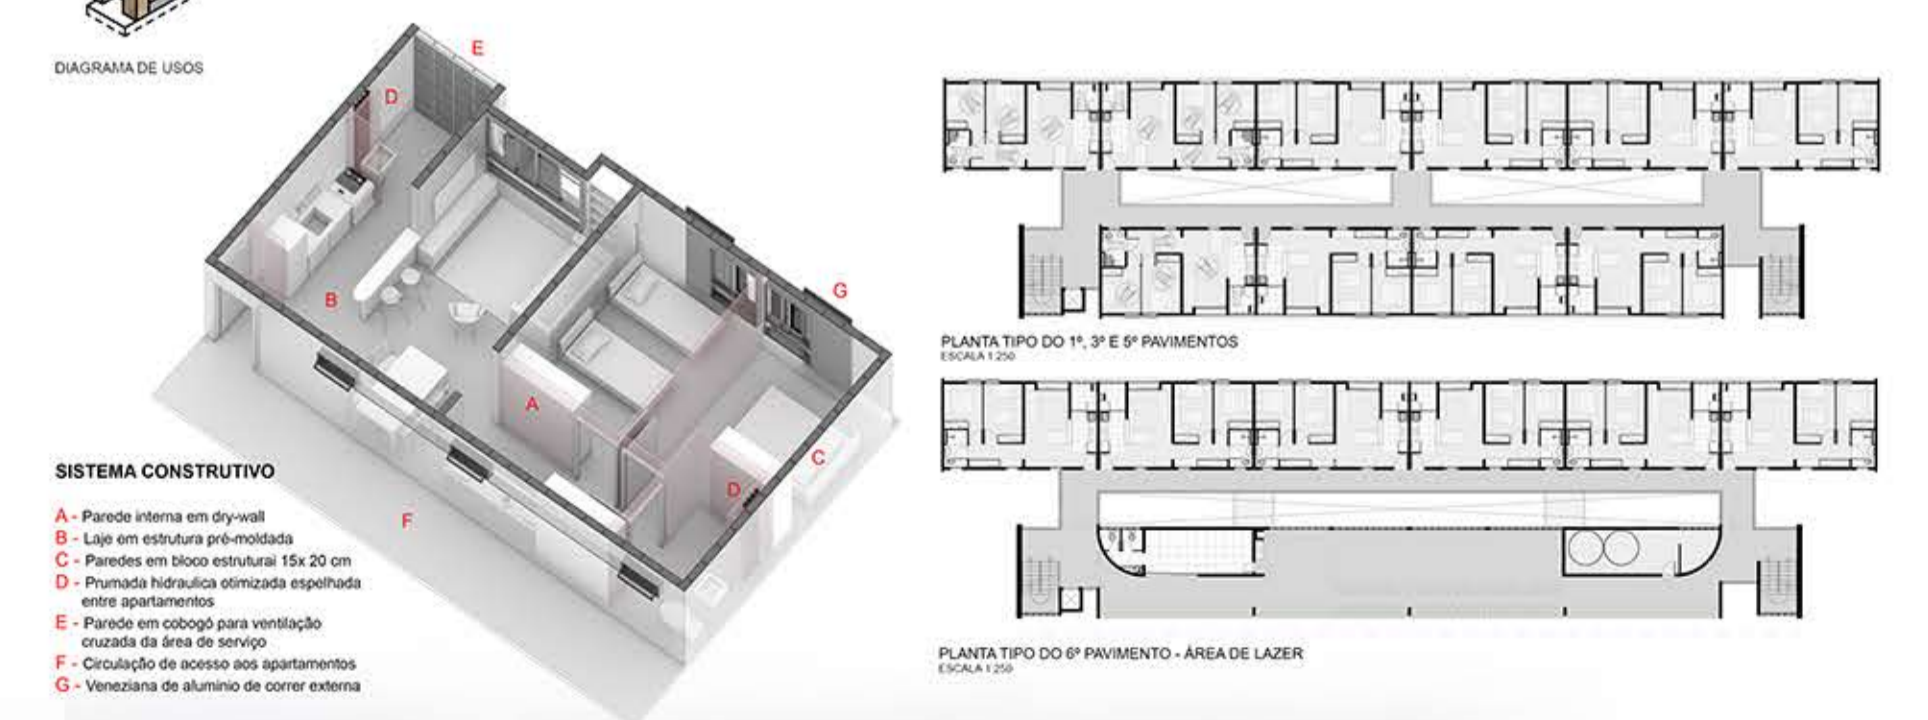 DIAGRAMA DE USOS
E
D
G
B
A
C
D
F
SISTEMA CONSTRUTIVO
A - Parede interna em dry-wall
B - Laje em estrutura pré-moldada
C - Paredes em bloco estrutural 15x 20 cm
D - Prumada hidraulica otimizada espelhada
entre apartamentos
E - Parede em cobogó para ventilação
cruzada da área de serviço
F - Circulação de acesso aos apartamentos
G - Veneziana de aluminio de correr externa
PLANTA TIPO DO 1º, 3º E 5º PAVIMENTOS
ESCALA 1:250
PLANTA TIPO DO 6º PAVIMENTO - ÁREA DE LAZER
ESCALA 1:250